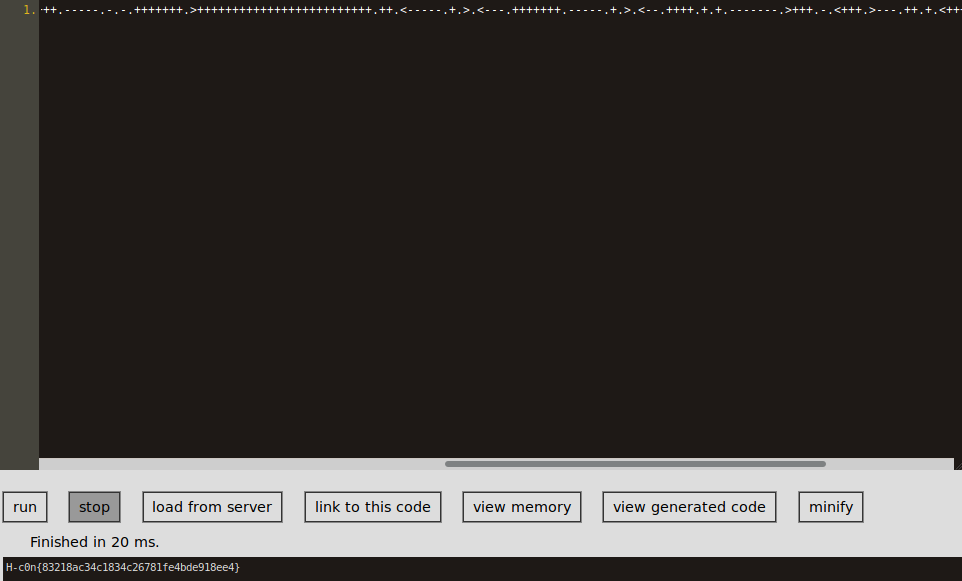 1. ++.-----.-.-.+++++++.>+++++++++++++++++++++++++.++.<-----.+.>.<---.+++++++.-----.+.>.<--.++++.+.+.-------.>+++.-.<+++.>---.++.+.<+++
run stop load from server link to this code view memory view generated code minify
Finished in 20 ms.
H-c0n{83218ac34c1834c26781fe4bde918ee4}